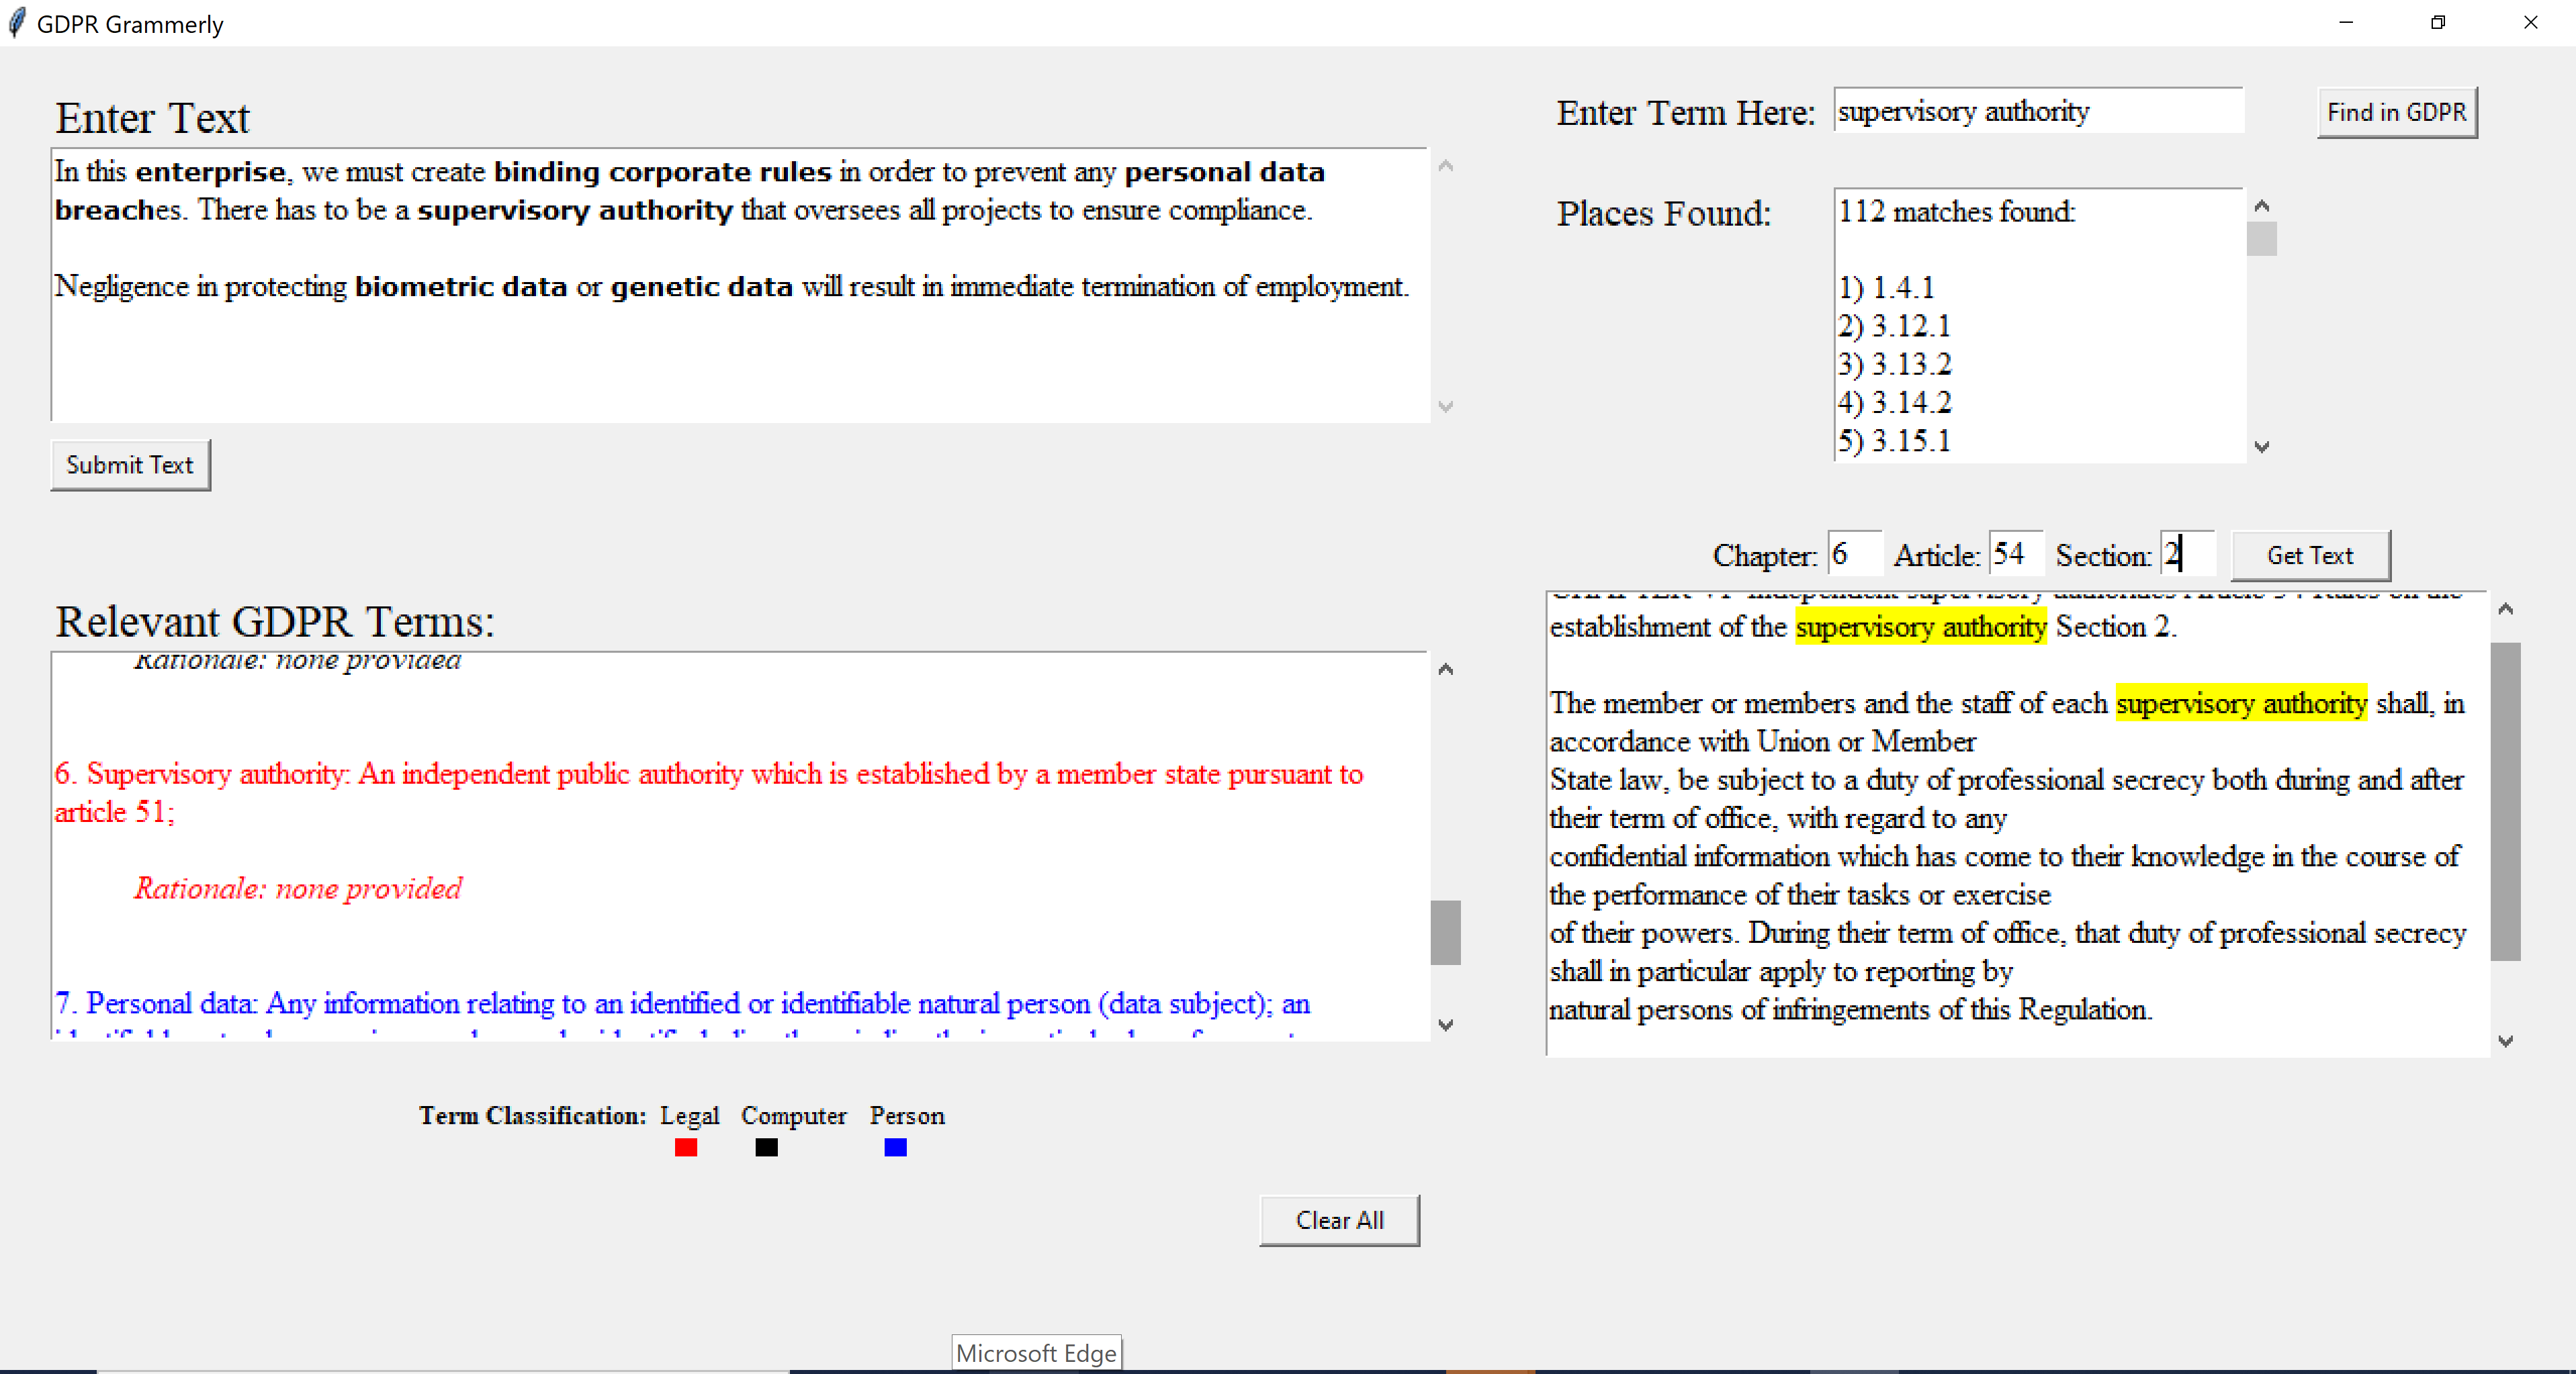 GDPR Grammerly
Enter Text
In this enterprise, we must create binding corporate rules in order to prevent any personal data
breaches. There has to be a supervisory authority that oversees all projects to ensure compliance.
Negligence in protecting biometric data or genetic data will result in immediate termination of employment.
Submit Text
Relevant GDPR Terms:
Rationale: none provided
6. Supervisory authority: An independent public authority which is established by a member state pursuant to
article 51;
Rationale: none provided
7. Personal data: Any information relating to an identified or identifiable natural person (data subject); an
Term Classification: Legal Computer Person
Clear All
Enter Term Here: supervisory authority
Find in GDPR
Places Found:
112 matches found:
1) 1.4.1
2) 3.12.1
3) 3.13.2
4) 3.14.2
5) 3.15.1
Chapter: 6 Article: 54 Section: 2 Get Text
establishment of the supervisory authority Section 2.
The member or members and the staff of each supervisory authority shall, in
accordance with Union or Member
State law, be subject to a duty of professional secrecy both during and after
their term of office, with regard to any
confidential information which has come to their knowledge in the course of
the performance of their tasks or exercise
of their powers. During their term of office, that duty of professional secrecy
shall in particular apply to reporting by
natural persons of infringements of this Regulation.
Microsoft Edge